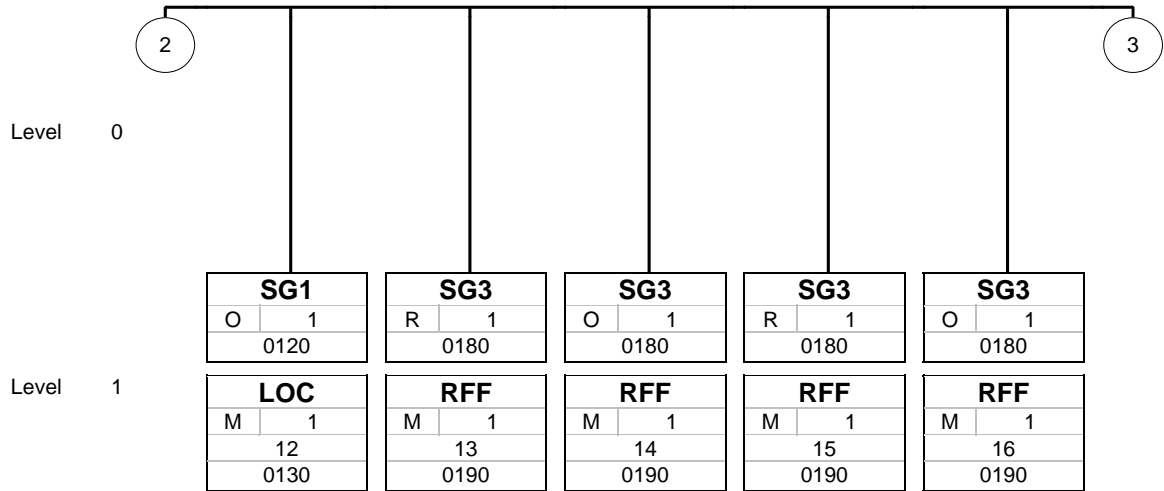 2 3
Level 0
SG1 SG3 SG3 SG3 SG3
O 1 R 1 O 1 R 1 O 1
0120 0180 0180 0180 0180
Level 1
LOC RFF RFF RFF RFF
M 1 M 1 M 1 M 1 M 1
12 13 14 15 16
0130 0190 0190 0190 0190